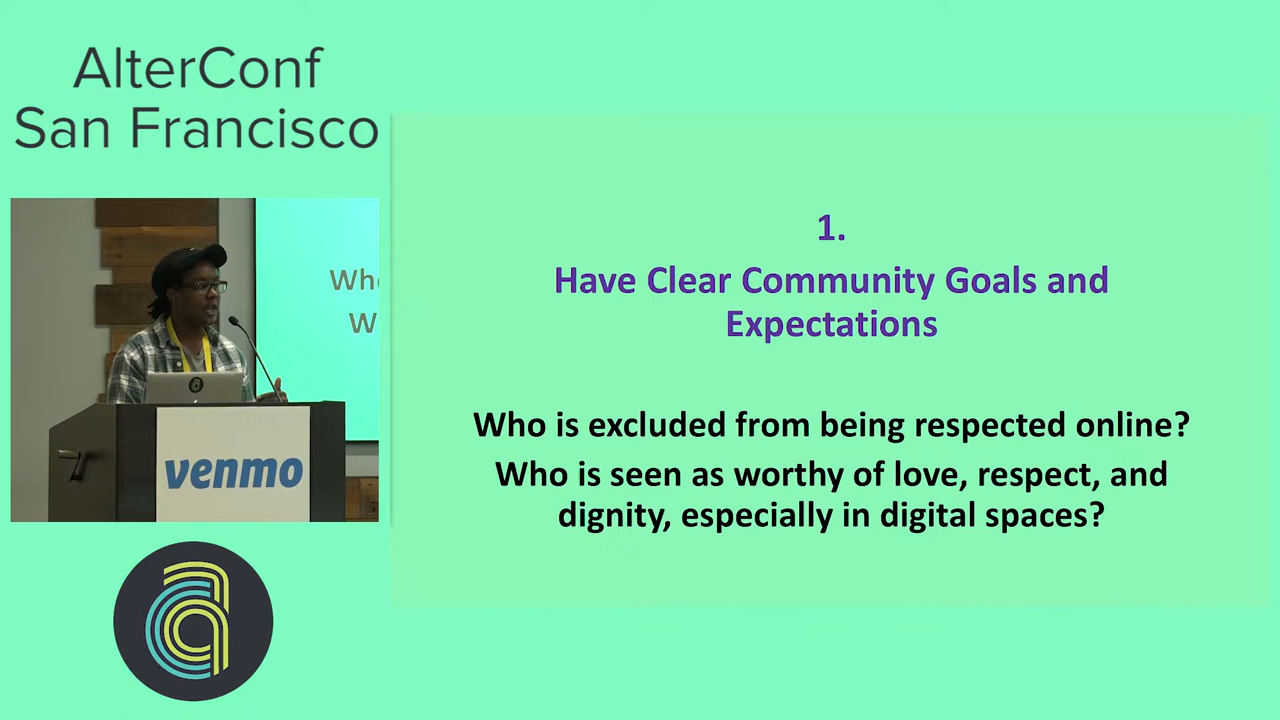 AlterConf
San Francisco
1.
Have Clear Community Goals and
Expectations
Who is excluded from being respected online?
Who is seen as worthy of love, respect, and
dignity, especially in digital spaces?
venmo